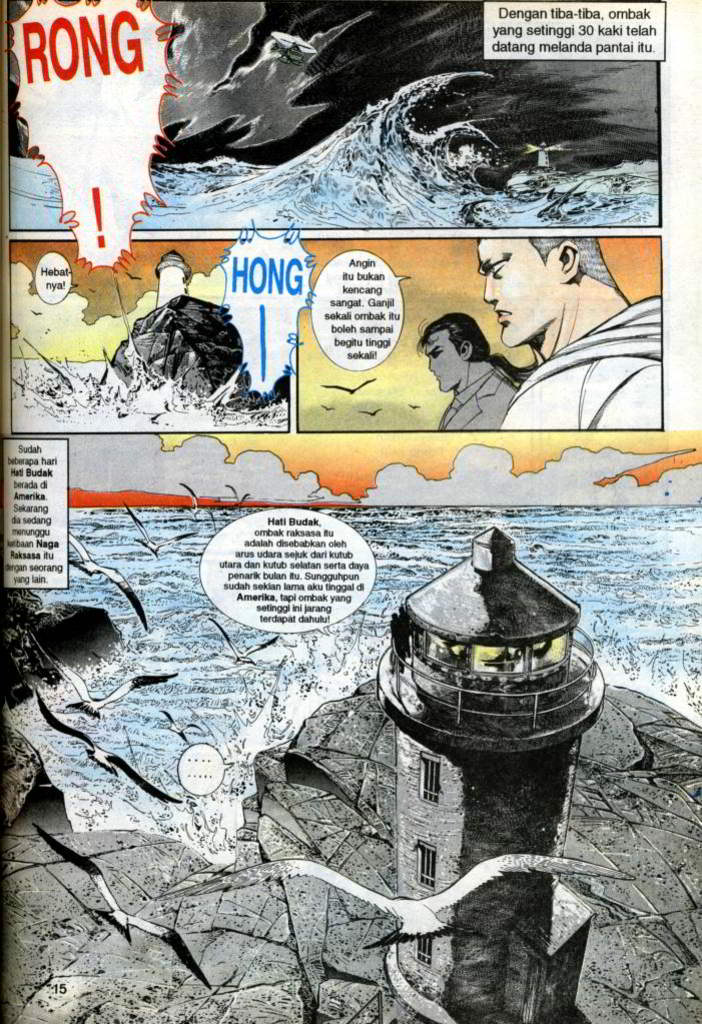 RONG
!
Dengan tiba-tiba, ombak
yang setinggi 30 kaki telah
datang melanda pantai itu.
Hebat-
nya!
HONG
!
Angin
itu bukan
kencang
sangat. Ganjil
sekali ombak itu
boleh sampai
begitu tinggi
sekali!
Sudah
beberapa hari
Hati Budak
berada di
Amerika.
Sekarang
dia sedang
menunggu
ketibaan Naga
Raksasa itu
dengan seorang
yang lain.
Hati Budak,
ombak raksasa itu
adalah disebabkan oleh
arus udara sejuk dari kutub
utara dan kutub selatan serta daya
penarik bulan itu. Sungguhpun
sudah sekian lama aku tinggal di
Amerika, tapi ombak yang
setinggi ini jarang
terdapat dahulu!
.....
.....
15